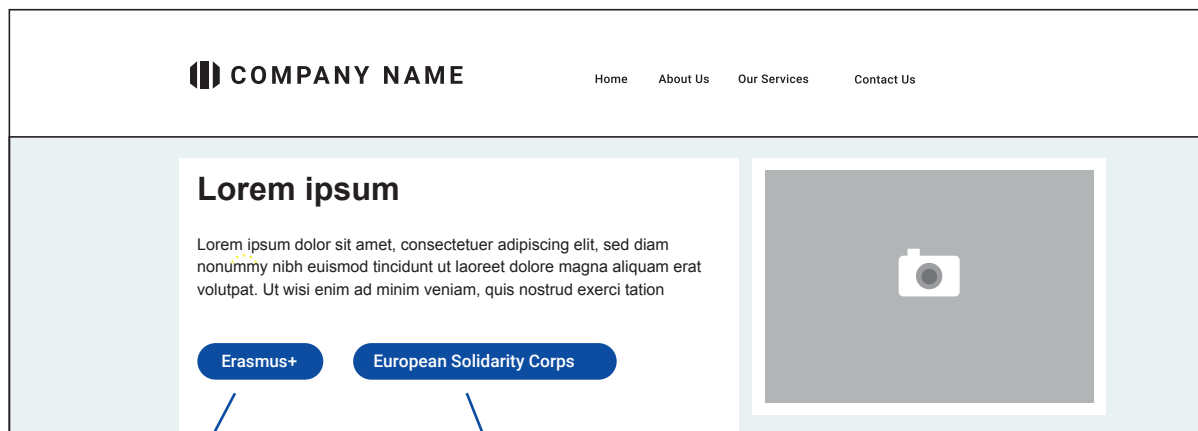 COMPANY NAME
Home About Us Our Services Contact Us
Lorem ipsum
Lorem ipsum dolor sit amet, consectetuer adipiscing elit, sed diam
nonummy nibh euismod tincidunt ut laoreet dolore magna aliquam erat
volutpat. Ut wisi enim ad minim veniam, quis nostrud exerci tation
Erasmus+ European Solidarity Corps